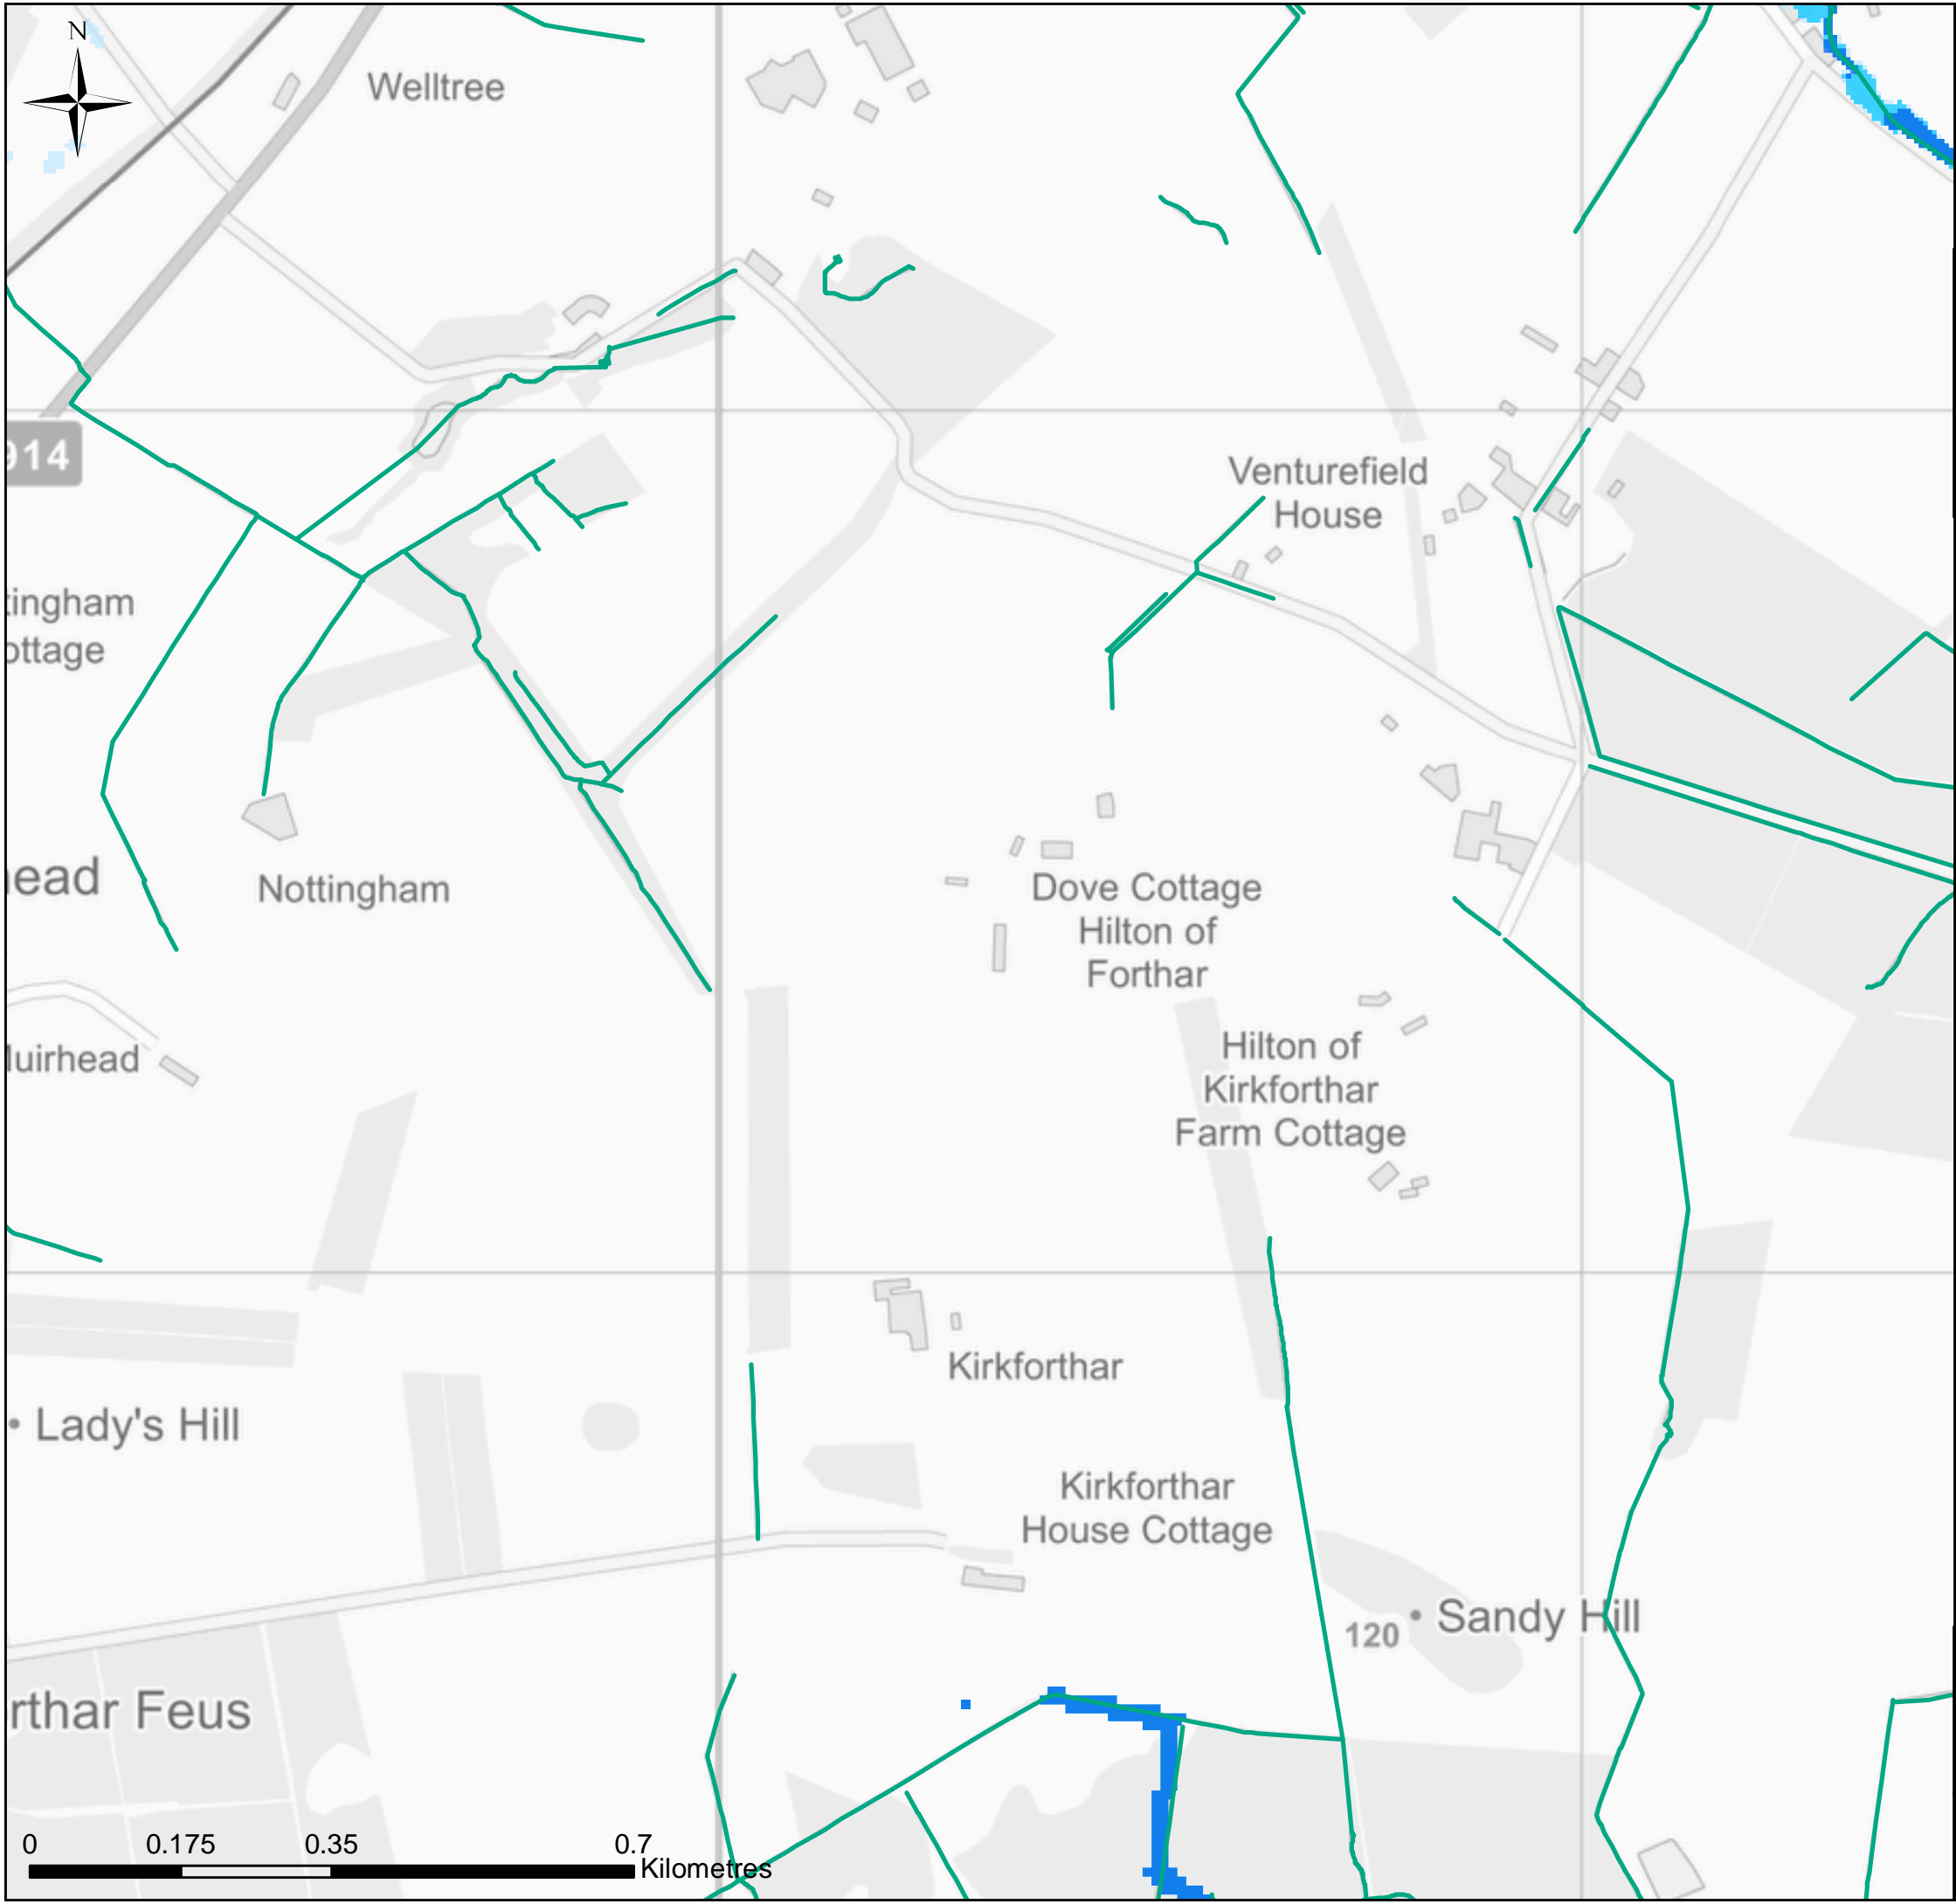 N
Welltree
914
Venturefield
House
tingham
ottage
ead
Nottingham
Dove Cottage
Hilton of
Forthar
Muirhead
Hilton of
Kirkforthar
Farm Cottage
Kirkforthar
Lady's Hill
Kirkforthar
House Cottage
120
Sandy Hill
rthar Feus
0 0.175 0.35 0.7
Kilometres